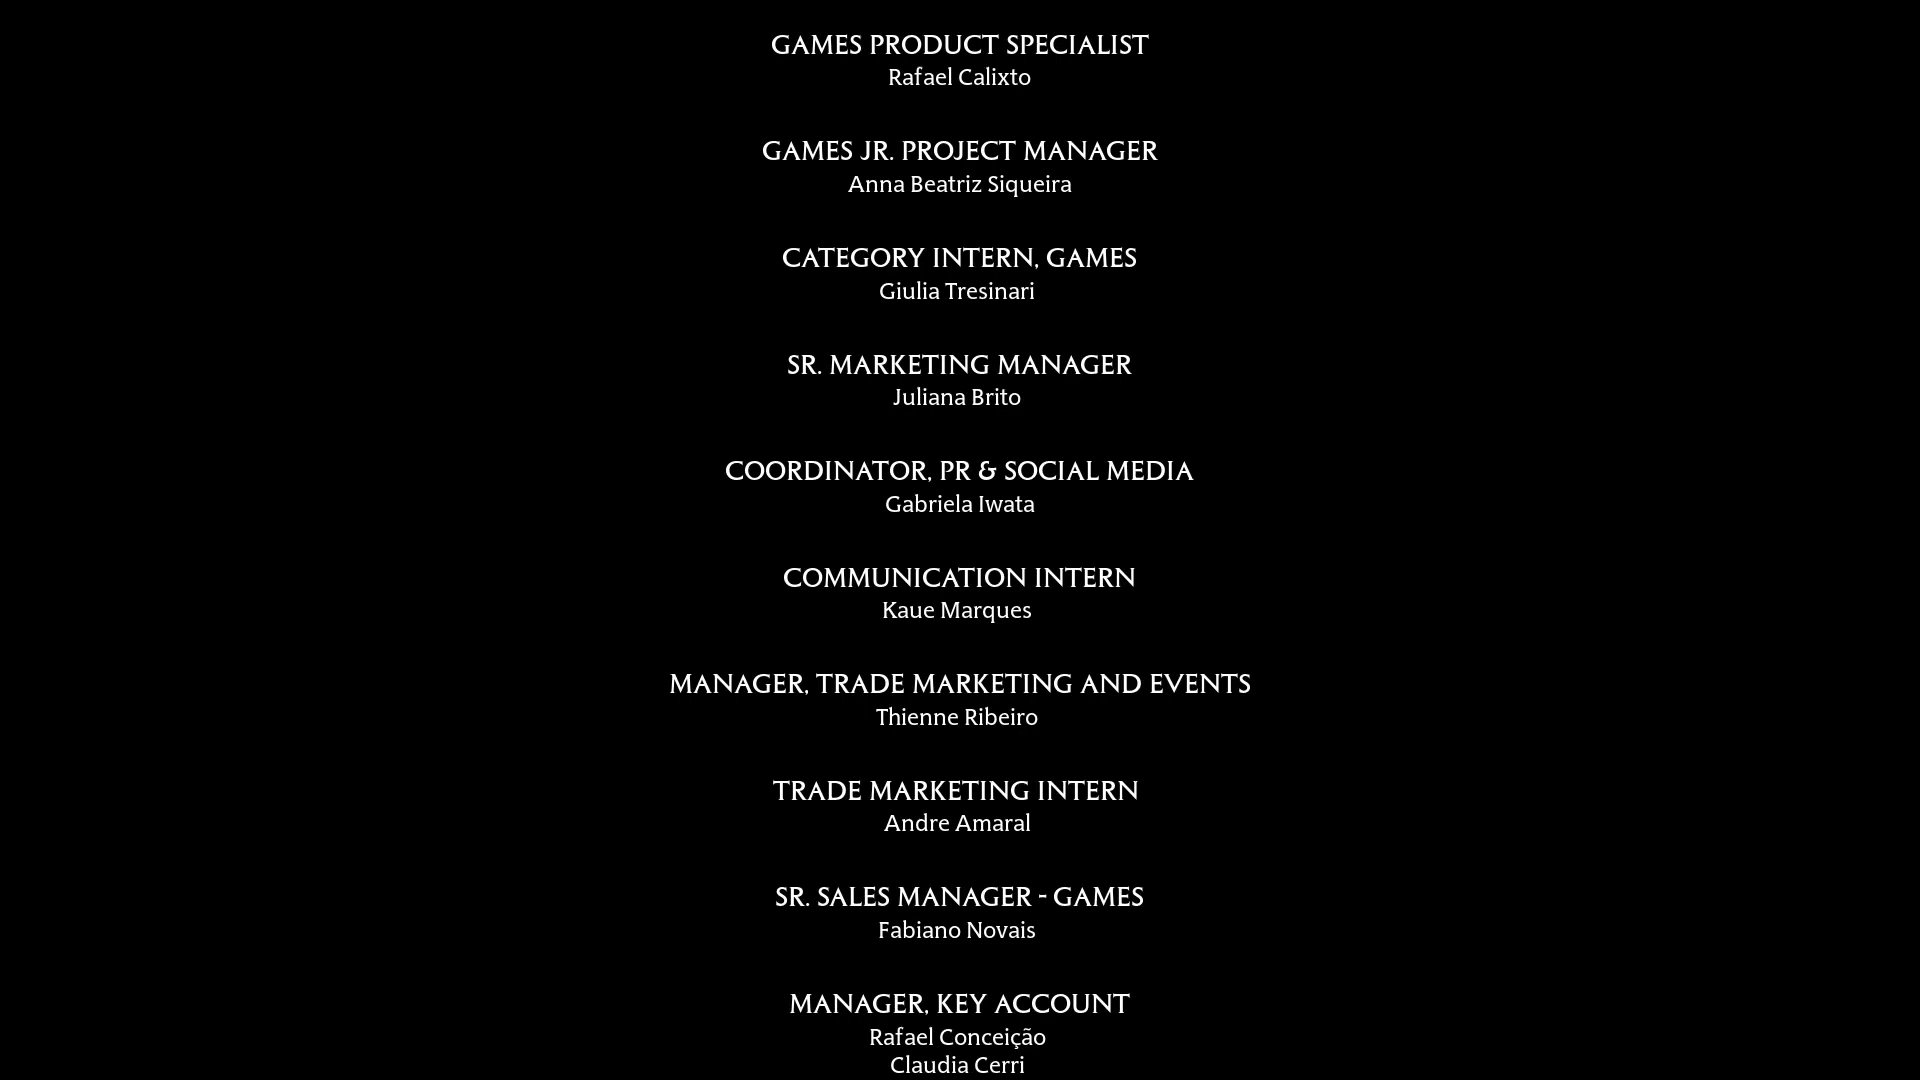 GAMES PRODUCT SPECIALIST
Rafael Calixto
GAMES JR. PROJECT MANAGER
Anna Beatriz Siqueira
CATEGORY INTERN, GAMES
Giulia Tresinari
SR. MARKETING MANAGER
Juliana Brito
COORDINATOR, PR & SOCIAL MEDIA
Gabriela Iwata
COMMUNICATION INTERN
Kaue Marques
MANAGER, TRADE MARKETING AND EVENTS
Thienne Ribeiro
TRADE MARKETING INTERN
Andre Amaral
SR. SALES MANAGER - GAMES
Fabiano Novais
MANAGER, KEY ACCOUNT
Rafael Conceição
Claudia Cerri